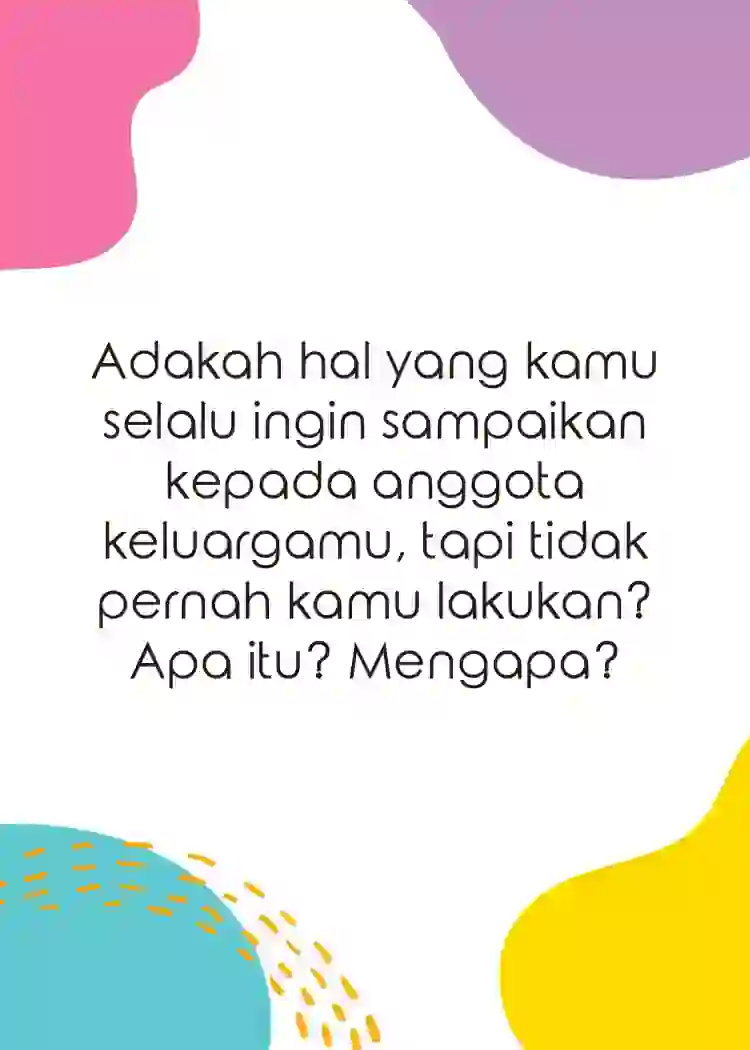 Adakah hal yang kamu
selalu ingin sampaikan
kepada anggota
keluargamu, tapi tidak
pernah kamu lakukan?
Apa itu? Mengapa?